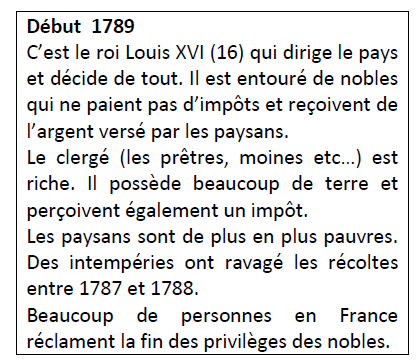 Début 1789
C’est le roi Louis XVI (16) qui dirige le pays
et décide de tout. Il est entouré de nobles
qui ne paient pas d’impôts et reçoivent de
l’argent versé par les paysans.
Le clergé (les prêtres, moines etc…) est
riche. Il possède beaucoup de terre et
perçoivent également un impôt.
Les paysans sont de plus en plus pauvres.
Des intempéries ont ravagé les récoltes
entre 1787 et 1788.
Beaucoup de personnes en France
réclament la fin des privilèges des nobles.